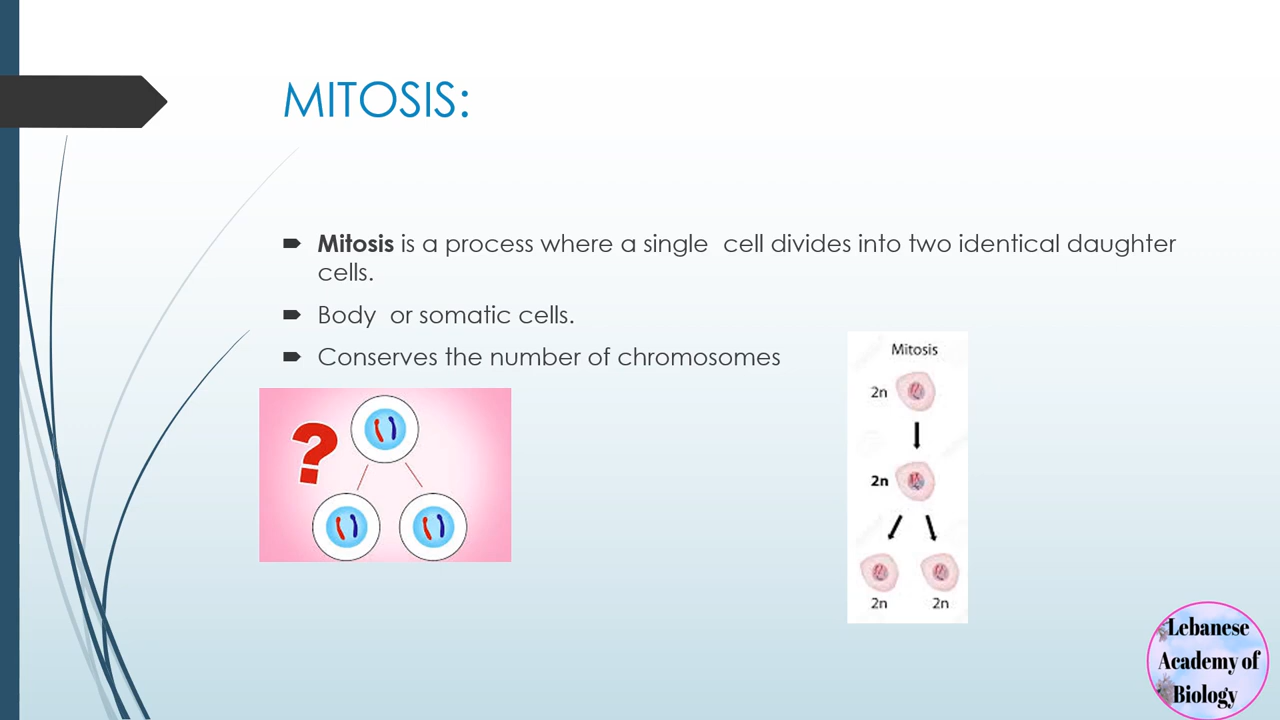 MITOSIS:
Mitosis is a process where a single  cell divides into two identical daughter
cells.
Body  or somatic cells.
Conserves the number of chromosomes
?
Mitosis
2n
2n
2n 2n
Lebanese
Academy of
Biology